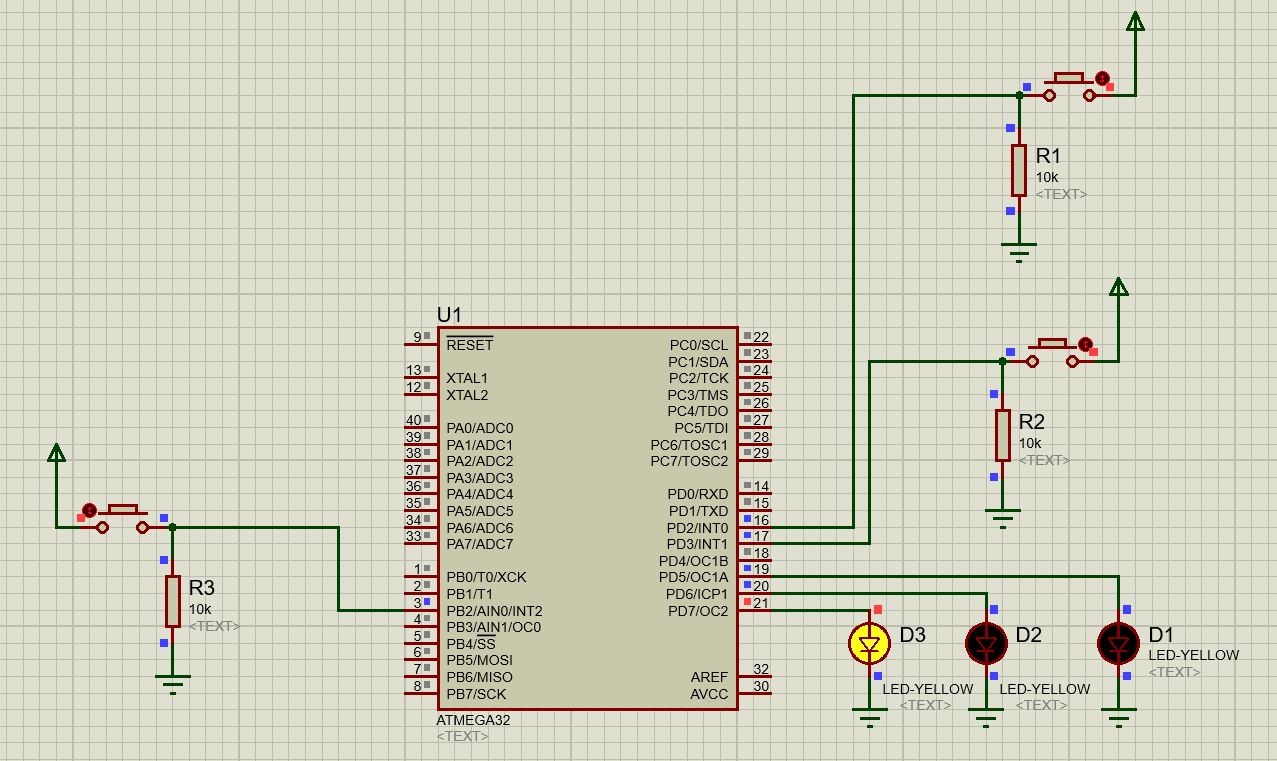 R1
10k
<TEXT>
U1
9 RESET
13 XTAL1
12 XTAL2
40 PA0/ADC0
39 PA1/ADC1
38 PA2/ADC2
37 PA3/ADC3
36 PA4/ADC4
35 PA5/ADC5
34 PA6/ADC6
33 PA7/ADC7
1 PB0/T0/XCK
2 PB1/T1
3 PB2/AIN0/INT2
4 PB3/AIN1/OC0
5 PB4/SS
6 PB5/MOSI
7 PB6/MISO
8 PB7/SCK
PC0/SCL 22
PC1/SDA 23
PC2/TCK 24
PC3/TMS 25
PC4/TDO 26
PC5/TDI 27
PC6/TOSC1 28
PC7/TOSC2 29
PD0/RXD 14
PD1/TXD 15
PD2/INT0 16
PD3/INT1 17
PD4/OC1B 18
PD5/OC1A 19
PD6/ICP1 20
PD7/OC2 21
AREF 32
AVCC 30
ATMEGA32
<TEXT>
R2
10k
<TEXT>
R3
10k
<TEXT>
D3
LED-YELLOW
<TEXT>
D2
LED-YELLOW
<TEXT>
D1
LED-YELLOW
<TEXT>